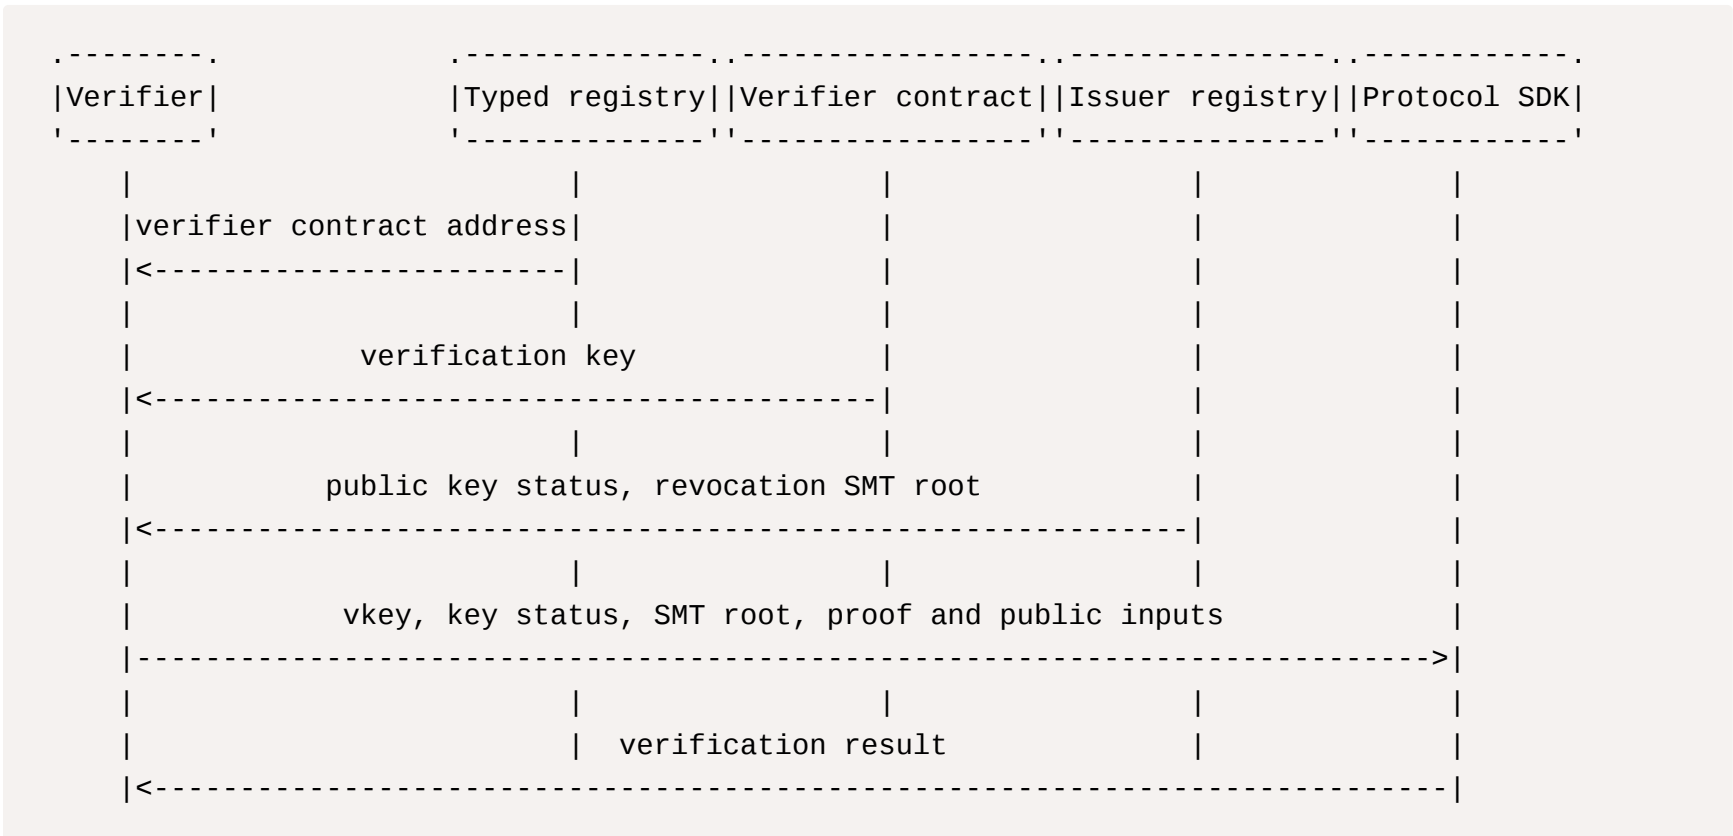 Verifier Typed registry Verifier contract Issuer registry Protocol SDK
verifier contract address
verification key
public key status, revocation SMT root
vkey, key status, SMT root, proof and public inputs
verification result